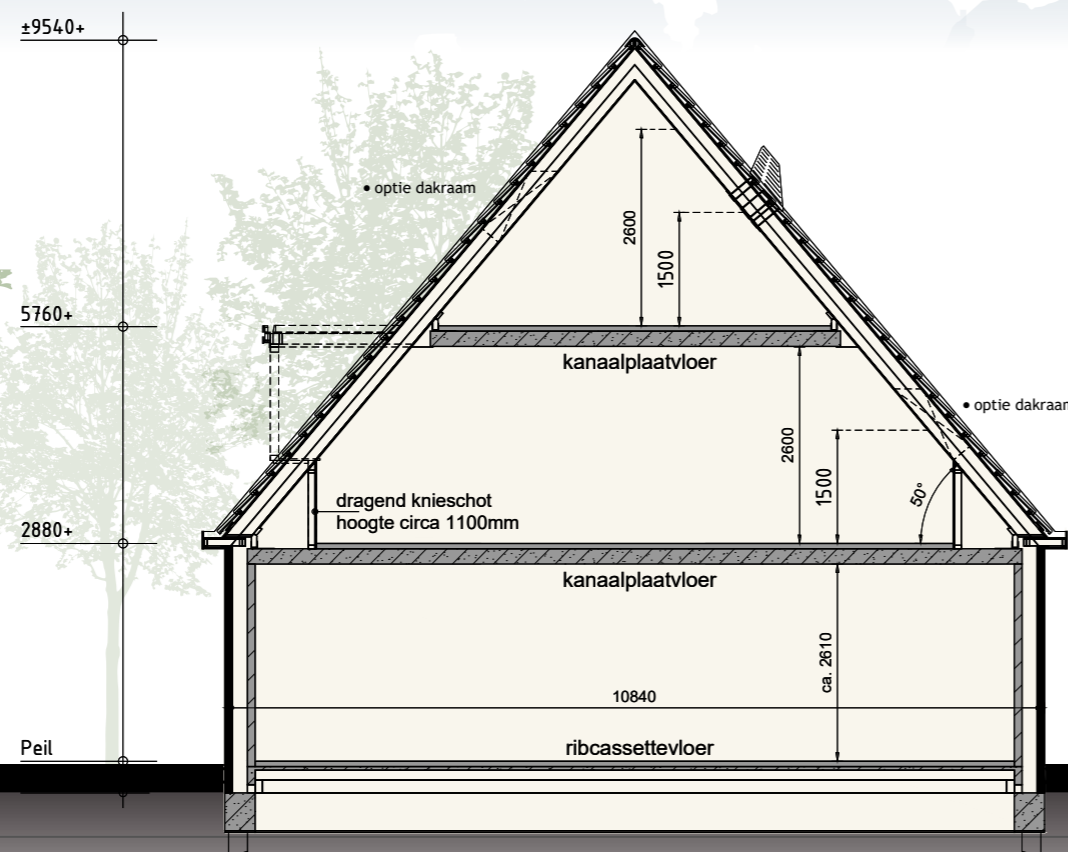 ±9540+
• optie dakraam
2600
1500
5760+
kanaalplaatvloer
• optie dakraam
2600
1500
50°
dragend knieschot
hoogte circa 1100mm
2880+
kanaalplaatvloer
ca. 2610
10840
Peil
ribcassettevloer